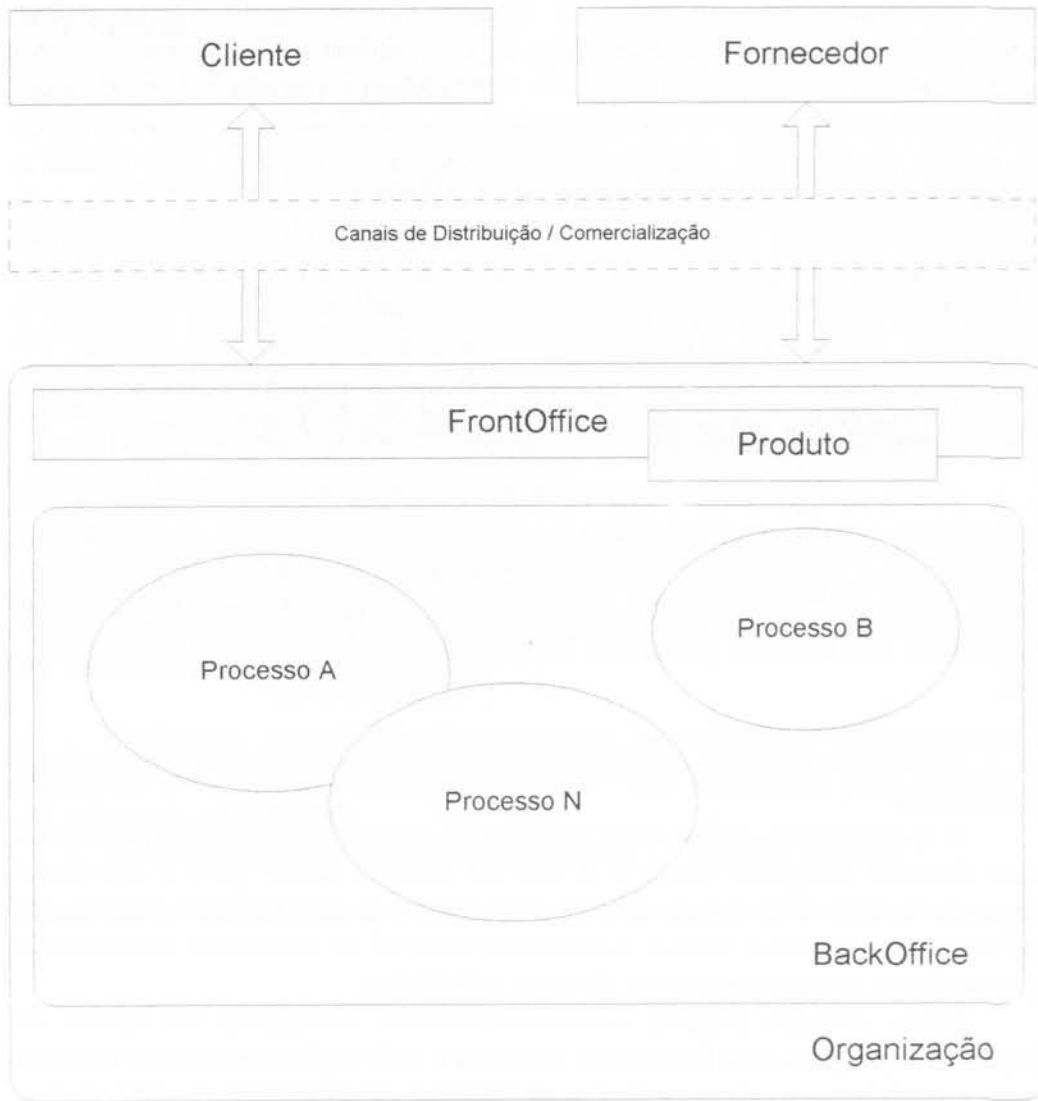 Cliente
Fornecedor
Canais de Distribuição / Comercialização
FrontOffice
Produto
Processo A
Processo B
Processo N
BackOffice
Organização